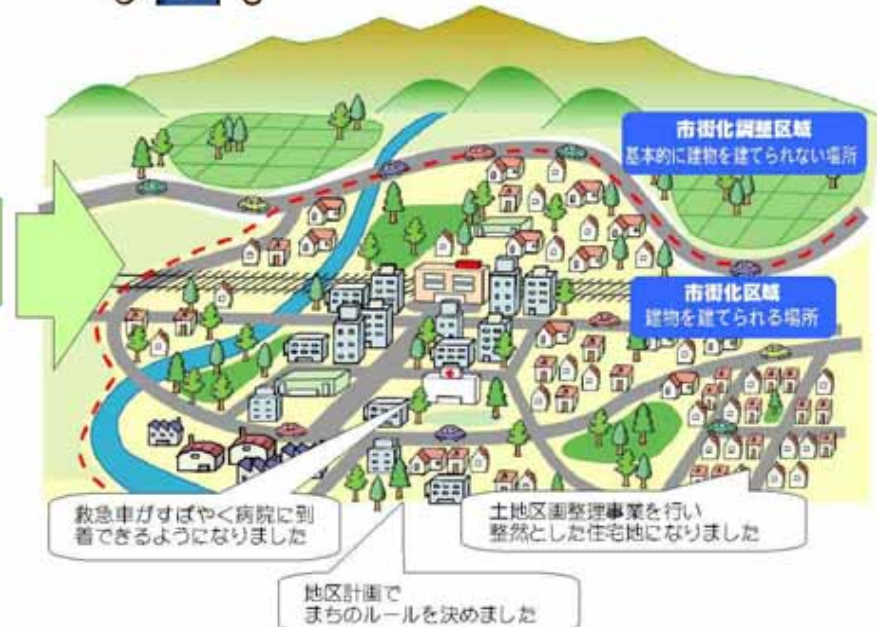 市街化調整区域
基本的に建物を建てられない場所
市街化区域
建物を建てられる場所
救急車がすばやく病院に到
着できるようになりました
土地区画整理事業を行い
整然とした住宅地になりました
地区計画で
まちのルールを決めました